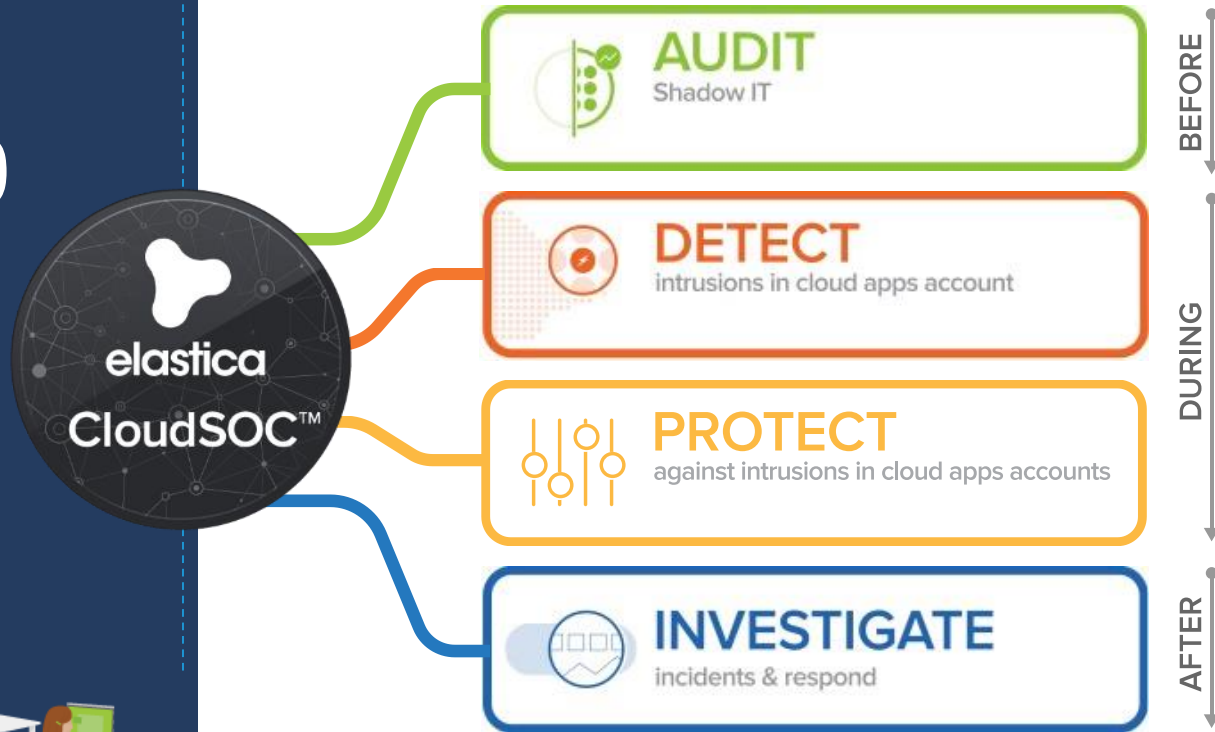 elastica
CloudSOC™
AUDIT
Shadow IT
DETECT
intrusions in cloud apps account
PROTECT
against intrusions in cloud apps accounts
INVESTIGATE
incidents & respond
BEFORE
DURING
AFTER